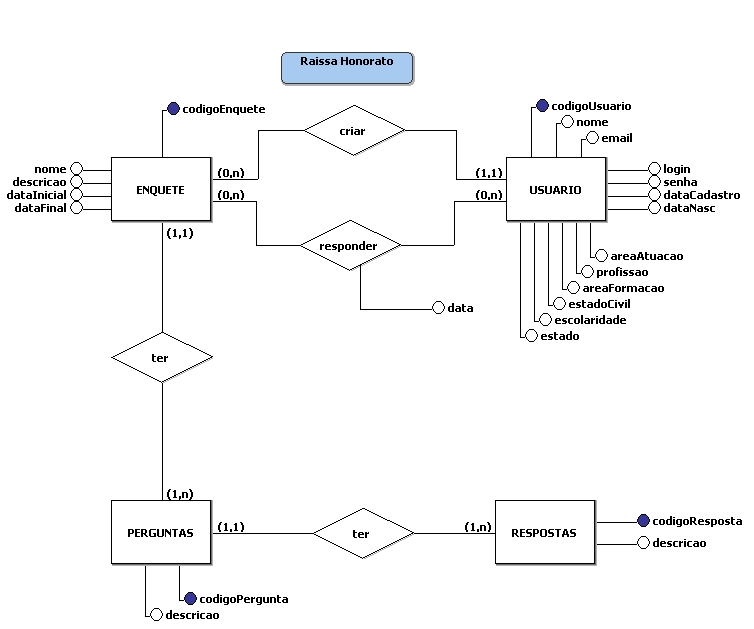 Raissa Honorato
codigoEnquete
codigoUsuario
nome
email
criar
nome
descricao
dataInicial
dataFinal
ENQUETE
(0,n)
(0,n)
(1,1)
(1,1)
(0,n)
USUARIO
login
senha
dataCadastro
dataNasc
responder
data
areaAtuacao
profissao
areaFormacao
estadoCivil
escolaridade
estado
ter
(1,n)
PERGUNTAS
(1,1)
ter
(1,n)
RESPOSTAS
codigoResposta
descricao
codigoPergunta
descricao